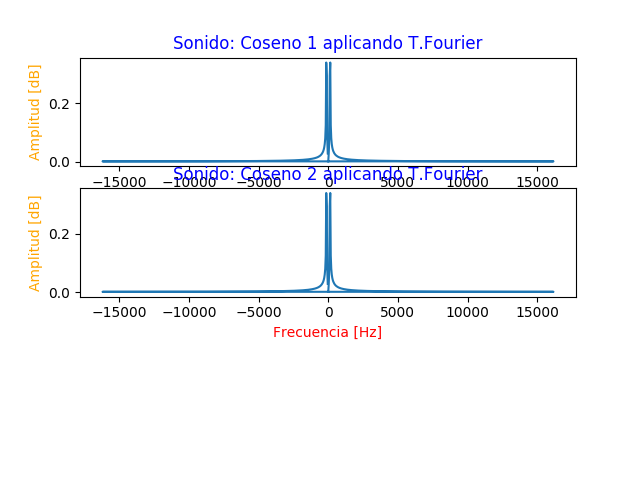 Sonido: Coseno 1 aplicando T.Fourier
Amplitud [dB]
0.2
0.0
−15000 −10000 −5000 0 5000 10000 15000
Sonido: Coseno 2 aplicando T.Fourier
Amplitud [dB]
0.2
0.0
−15000 −10000 −5000 0 5000 10000 15000
Frecuencia [Hz]